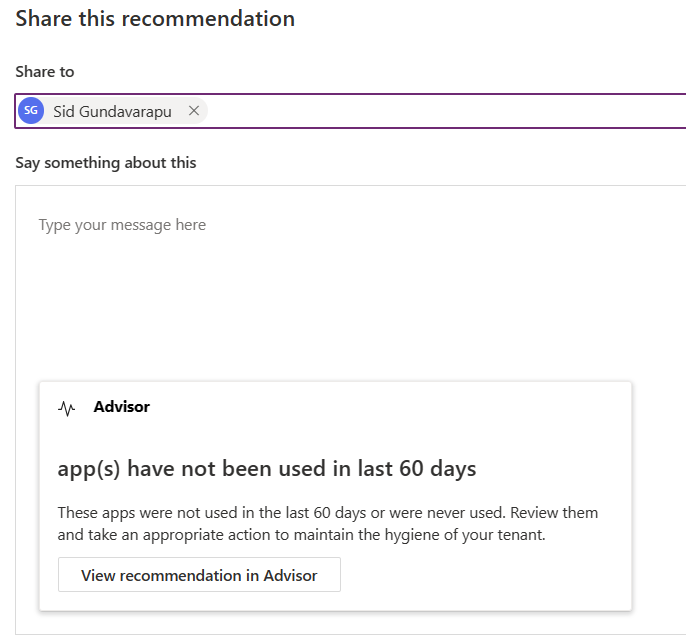 Share this recommendation
Share to
SG Sid Gundavarapu
Say something about this
Type your message here
Advisor
app(s) have not been used in last 60 days
These apps were not used in the last 60 days or were never used. Review them
and take an appropriate action to maintain the hygiene of your tenant.
View recommendation in Advisor